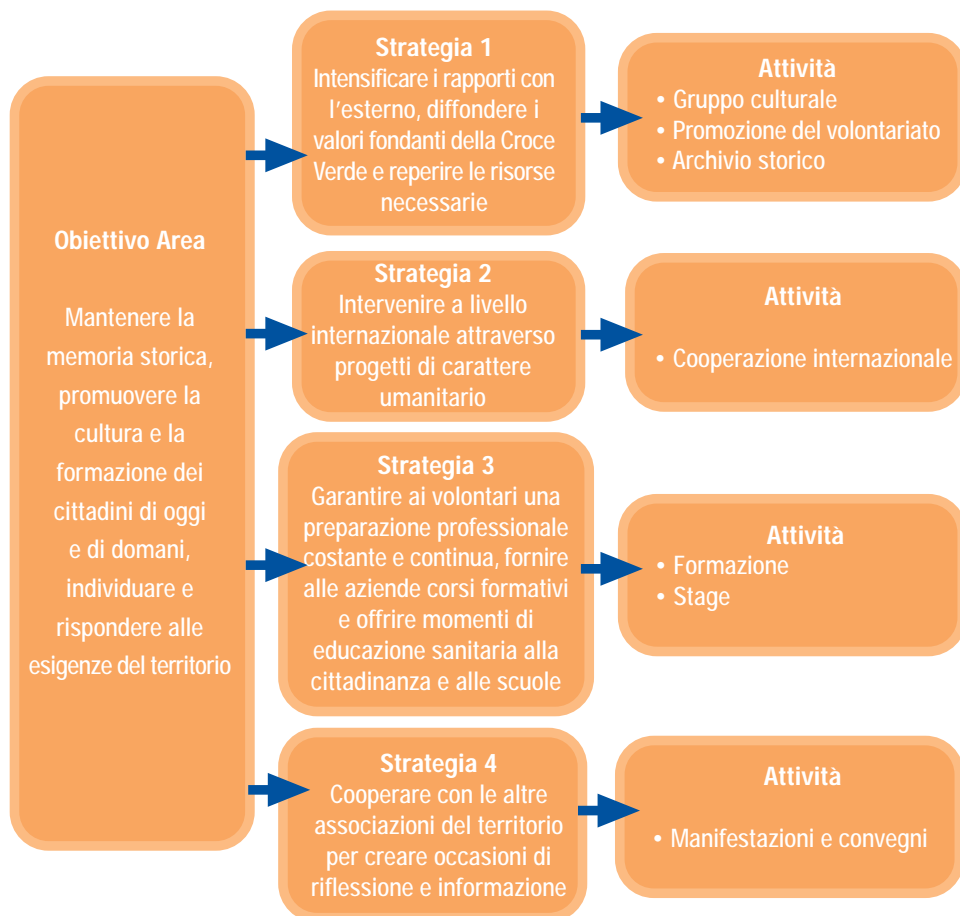 Obiettivo Area
Mantenere la
memoria storica,
promuovere la
cultura e la
formazione dei
cittadini di oggi
e di domani,
individuare e
rispondere alle
esigenze del territorio
Strategia 1
Intensificare i rapporti con
l'esterno, diffondere i
valori fondanti della Croce
Verde e reperire le risorse
necessarie
Attività
• Gruppo culturale
• Promozione del volontariato
• Archivio storico
Strategia 2
Intervenire a livello
internazionale attraverso
progetti di carattere
umanitario
Attività
• Cooperazione internazionale
Strategia 3
Garantire ai volontari una
preparazione professionale
costante e continua, fornire
alle aziende corsi formativi
e offrire momenti di
educazione sanitaria alla
cittadinanza e alle scuole
Attività
• Formazione
• Stage
Strategia 4
Cooperare con le altre
associazioni del territorio
per creare occasioni di
riflessione e informazione
Attività
• Manifestazioni e convegni